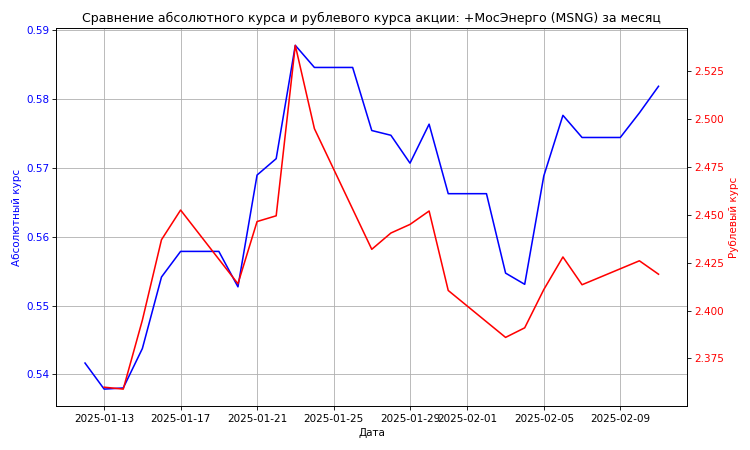 Сравнение абсолютного курса и рублевого курса акции: +МосЭнерго (MSNG) за месяц
0.59
0.58
0.57
0.56
0.55
0.54
Абсолютный курс
2.525
2.500
2.475
2.450
2.425
2.400
2.375
Рублевый курс
2025-01-13 2025-01-17 2025-01-21 2025-01-25 2025-01-29 2025-02-01 2025-02-05 2025-02-09
Дата